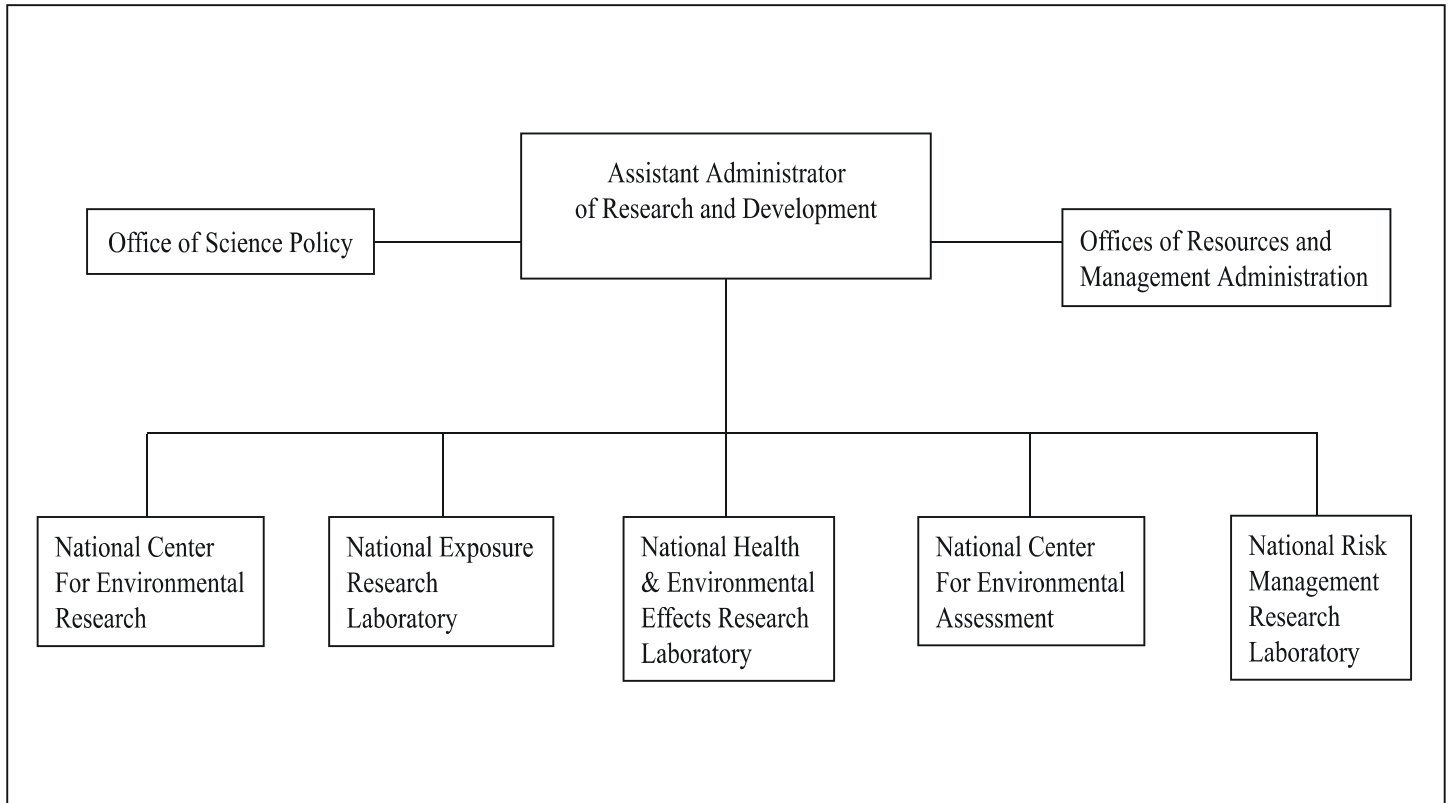 Assistant Administrator
of Research and Development
Office of Science Policy
Offices of Resources and
Management Administration
National Center
For Environmental
Research
National Exposure
Research
Laboratory
National Health
& Environmental
Effects Research
Laboratory
National Center
For Environmental
Assessment
National Risk
Management
Research
Laboratory